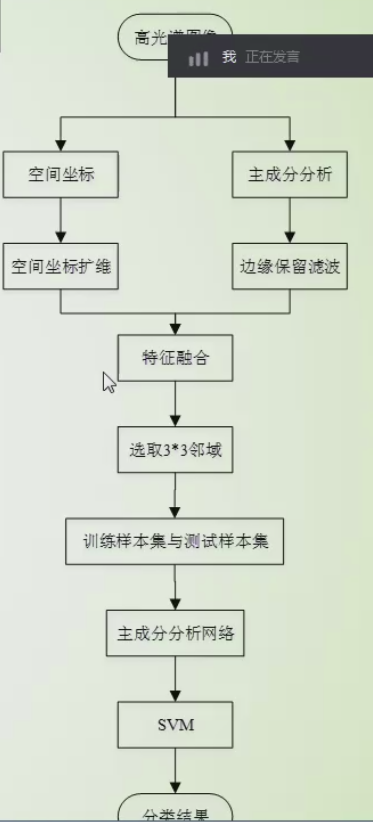 高光谱图像
我 正在发言
空间坐标
主成分分析
空间坐标扩维
边缘保留滤波
特征融合
选取3*3邻域
训练样本集与测试样本集
主成分分析网络
SVM
分类结果